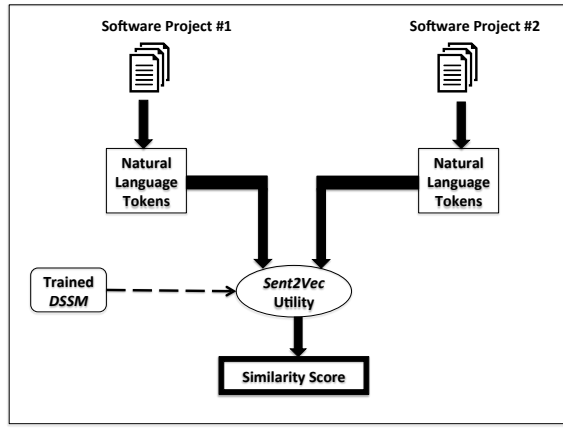 Software Project #1
Software Project #2
Natural
Language
Tokens
Natural
Language
Tokens
Trained
DSSM
Sent2Vec
Utility
Similarity Score